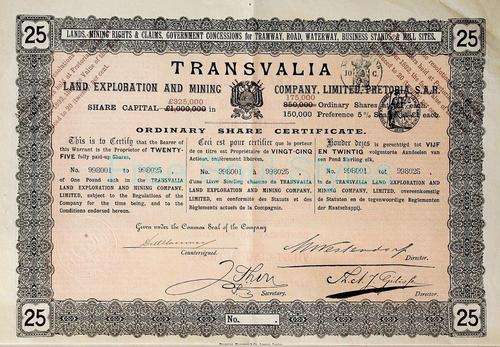 25 LANDS, MINING RIGHTS & CLAIMS, GOVERNMENT CONCESSIONS for TRAMWAY, ROAD, WATERWAY, BUSINESS STANDS, & MILL SITES. 25
TRANSVALIA
LAND EXPLORATION AND MINING COMPANY, LIMITED, PRETORIA, S.A.R.
£325,000 175,000
SHARE CAPITAL £1,000,000 in 850,000 Ordinary Shares
150,000 Preference 5% each.
ORDINARY SHARE CERTIFICATE.
This is to Certify that the Bearer of
this Warrant is the Proprietor of TWENTY-
FIVE fully paid-up Shares,
No. 998001 to 998025
of One Pound each in the TRANSVALIA
LAND EXPLORATION AND MINING COMPANY,
LIMITED, subject to the Regulations of the
Company for the time being, and to the
Conditions endorsed hereon.
Ceci est pour certifier que le porteur
de ce titre est Propriétaire de VINGT-CINQ
Actions, entièrement libérées,
No. 998001 à 998025
d'une Livre Sterling chacune de TRANSVALIA
LAND EXPLORATION AND MINING COMPANY,
LIMITED, en conformité des Statuts et des
Règlements actuels de la Compagnie.
Houder dezes is gerechtigd tot VIJF
EN TWINTIG volgestorte Aandeelen van
een Pond Sterling elk,
No. 998001 tot 998025
in de TRANSVALIA LAND EXPLORATION AND
MINING COMPANY, LIMITED, overeenkomstig
de Statuten en de tegenwoordige Reglementen
der Maatschappij.
Given under the Common Seal of the Company
Countersigned.
Director.
Secretary.
Director.
25 No. 25